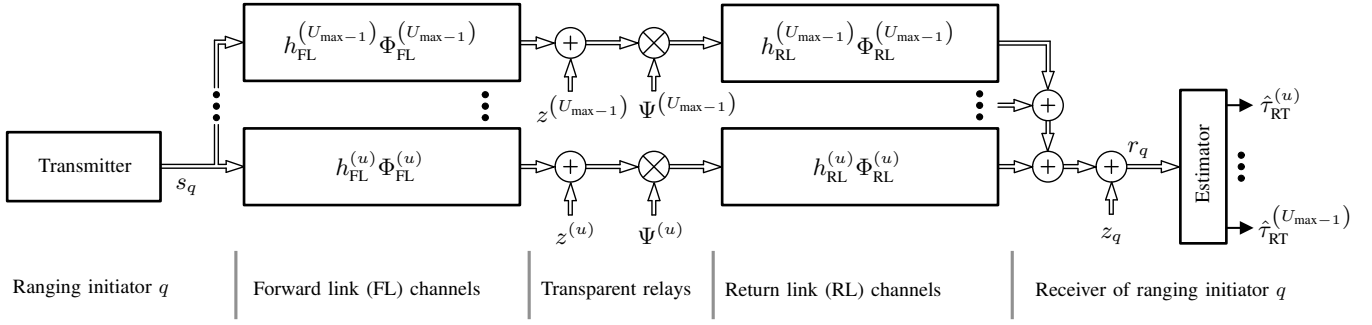 h_FL^(U_max−1) Φ_FL^(U_max−1)
h_RL^(U_max−1) Φ_RL^(U_max−1)
z^(U_max−1)
Ψ^(U_max−1)
Transmitter
s_q
h_FL^(u) Φ_FL^(u)
h_RL^(u) Φ_RL^(u)
z^(u)
Ψ^(u)
r_q
z_q
Estimator
τ̂_RT^(u)
τ̂_RT^(U_max−1)
Ranging initiator q
Forward link (FL) channels
Transparent relays
Return link (RL) channels
Receiver of ranging initiator q